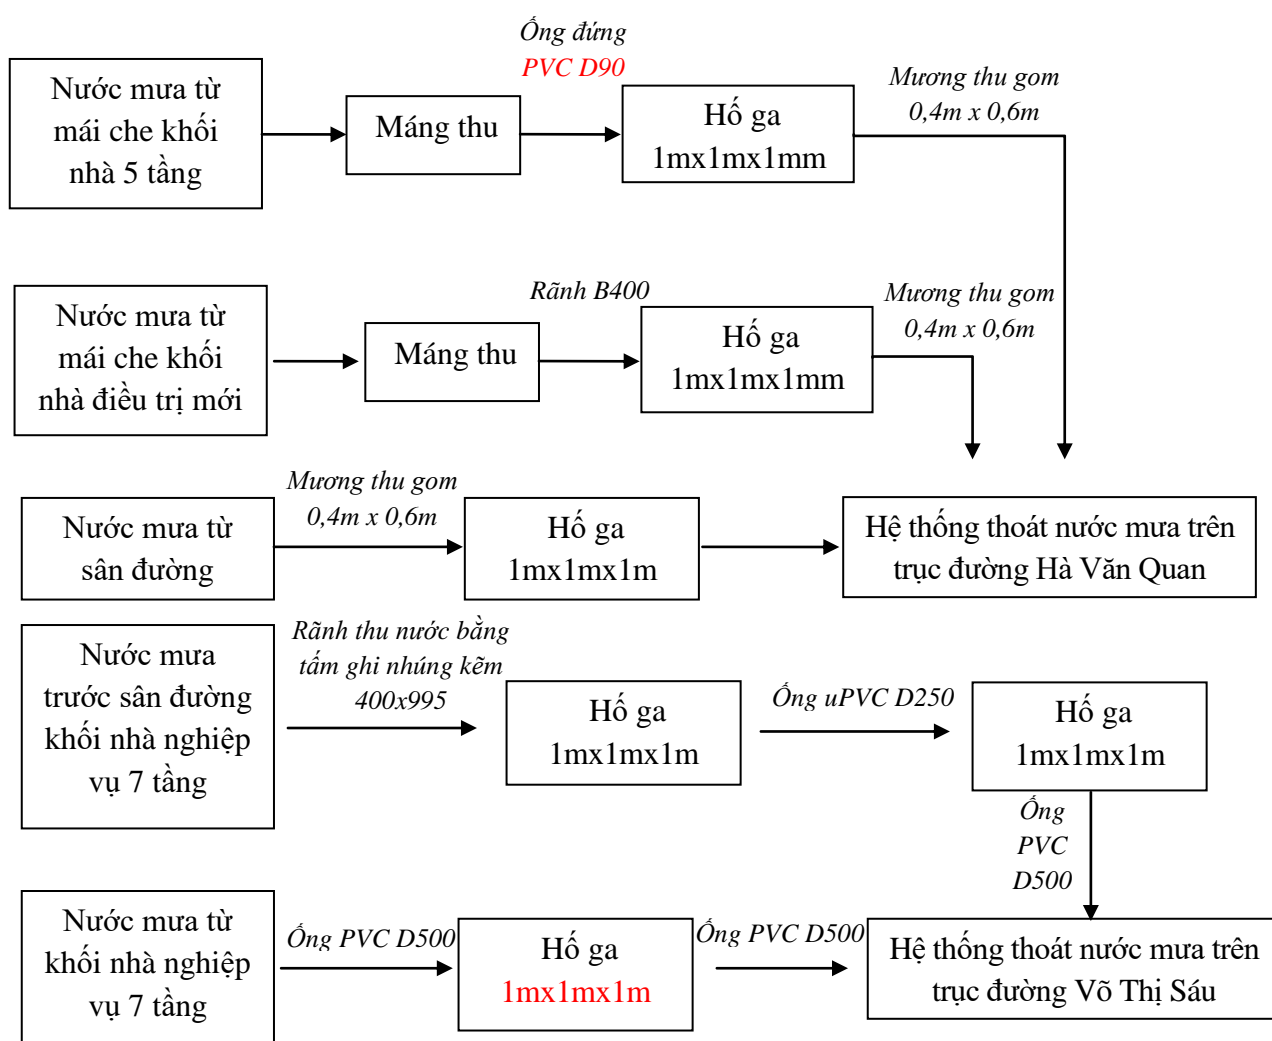 Ống đứng
PVC D90
Nước mưa từ
mái che khối
nhà 5 tầng
Máng thu
Hố ga
1mx1mx1mm
Mương thu gom
0,4m x 0,6m
Rãnh B400
Nước mưa từ
mái che khối
nhà điều trị mới
Máng thu
Hố ga
1mx1mx1mm
Mương thu gom
0,4m x 0,6m
Mương thu gom
0,4m x 0,6m
Nước mưa từ
sân đường
Hố ga
1mx1mx1m
Hệ thống thoát nước mưa trên
trục đường Hà Văn Quan
Rãnh thu nước bằng
tấm ghi nhúng kẽm
400x995
Nước mưa
trước sân đường
khối nhà nghiệp
vụ 7 tầng
Hố ga
1mx1mx1m
Ống uPVC D250
Hố ga
1mx1mx1m
Ống
PVC
D500
Nước mưa từ
khối nhà nghiệp
vụ 7 tầng
Ống PVC D500
Hố ga
1mx1mx1m
Ống PVC D500
Hệ thống thoát nước mưa trên
trục đường Võ Thị Sáu